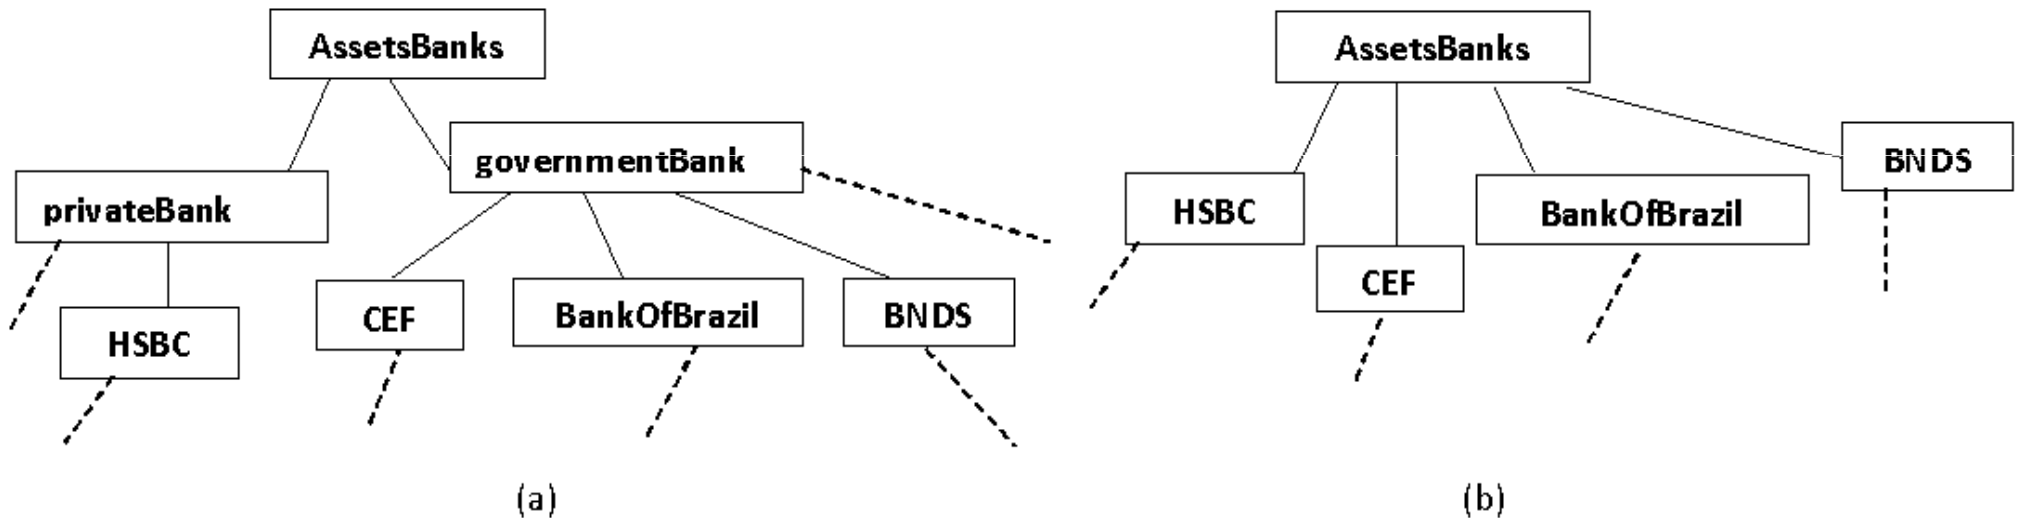 AssetsBanks
governmentBank
privateBank
CEF
BankOfBrazil
BNDS
HSBC
(a)
AssetsBanks
BNDS
HSBC
BankOfBrazil
CEF
(b)